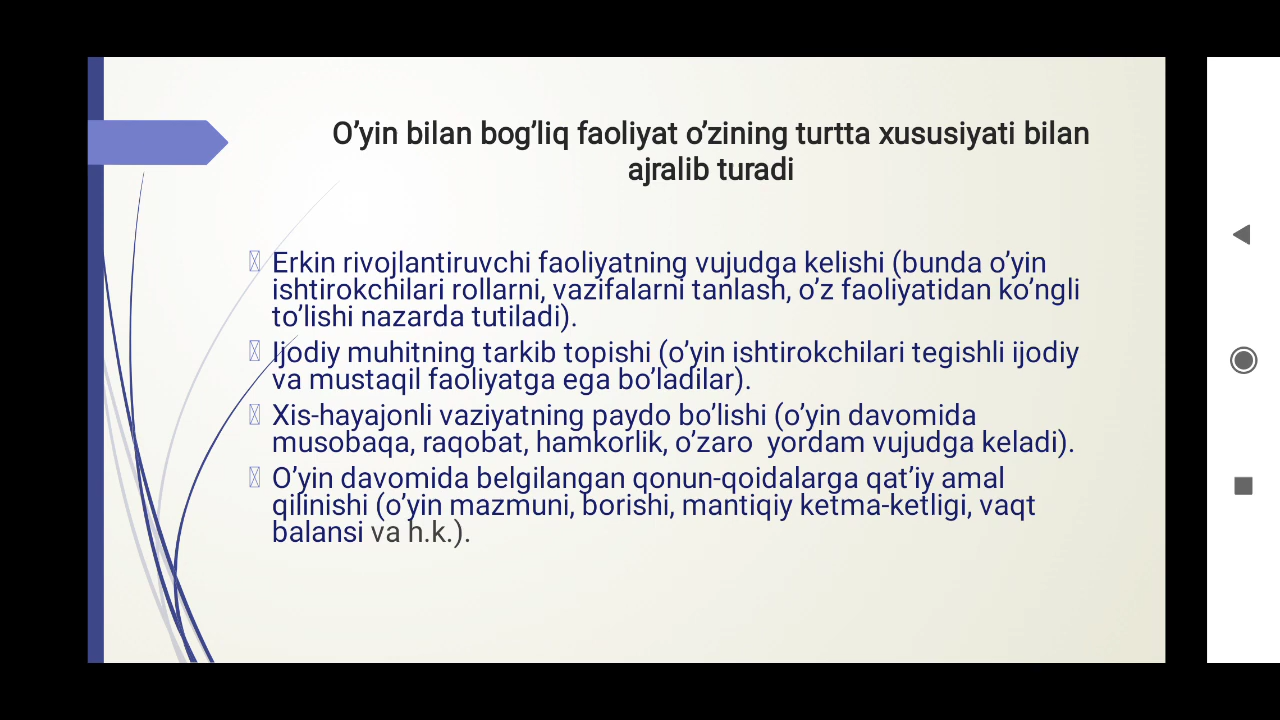 O’yin bilan bog’liq faoliyat o’zining turtta xususiyati bilan
ajralib turadi
Erkin rivojlantiruvchi faoliyatning vujudga kelishi (bunda o’yin
ishtirokchilari rollarni, vazifalarni tanlash, o’z faoliyatidan ko’ngli
to’lishi nazarda tutiladi).
Ijodiy muhitning tarkib topishi (o’yin ishtirokchilari tegishli ijodiy
va mustaqil faoliyatga ega bo’ladilar).
Xis-hayajonli vaziyatning paydo bo’lishi (o’yin davomida
musobaqa, raqobat, hamkorlik, o’zaro  yordam vujudga keladi).
O’yin davomida belgilangan qonun-qoidalarga qat’iy amal
qilinishi (o’yin mazmuni, borishi, mantiqiy ketma-ketligi, vaqt
balansi va h.k.).